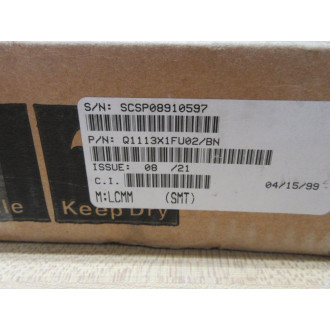 S/N: SCSP08910597
P/N: Q1113X1FU02/BN
ISSUE: 08 /21
C.I. 04/15/99
M:LCMM (SMT)
le
Keep Dry